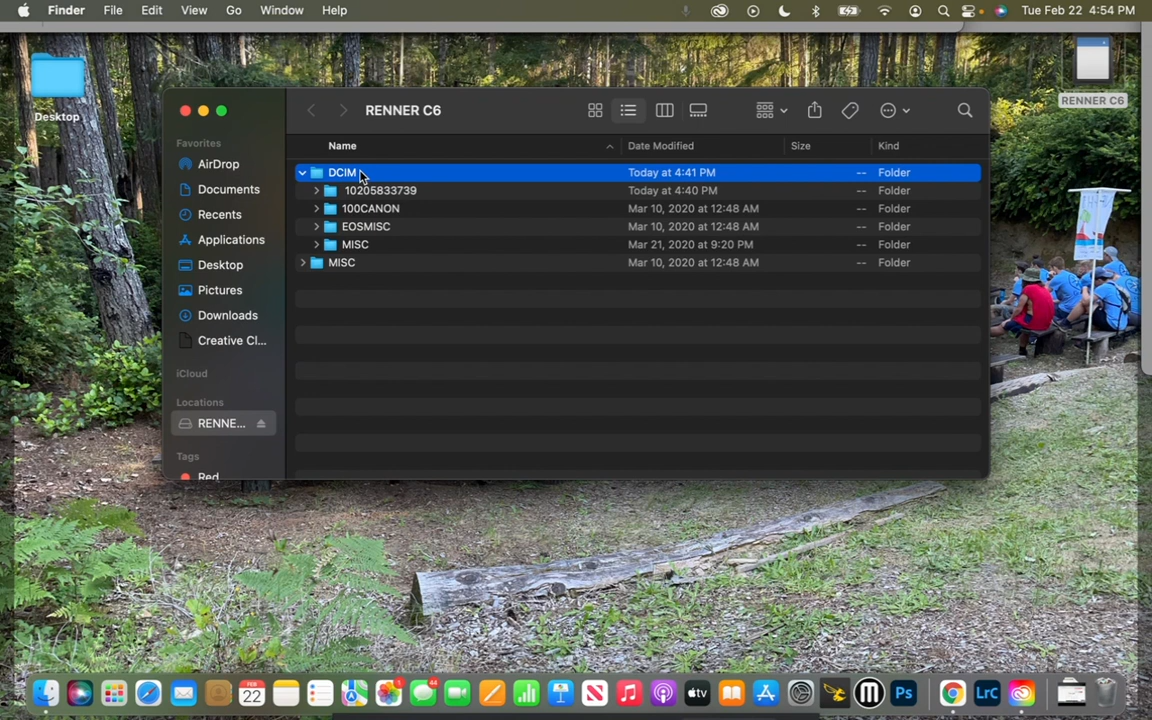 Finder File Edit View Go Window Help Tue Feb 22 4:54 PM
Desktop
RENNER C6
RENNER C6
Favorites
AirDrop
Documents
Recents
Applications
Desktop
Pictures
Downloads
Creative Cl...
iCloud
Locations
RENNE...
Tags
Red
Name Date Modified Size Kind
DCIM Today at 4:41 PM -- Folder
10205833739 Today at 4:40 PM -- Folder
100CANON Mar 10, 2020 at 12:48 AM -- Folder
EOSMISC Mar 10, 2020 at 12:48 AM -- Folder
MISC Mar 21, 2020 at 9:20 PM -- Folder
MISC Mar 10, 2020 at 12:48 AM -- Folder
FEB
22
44
1
tv
Ps
LrC